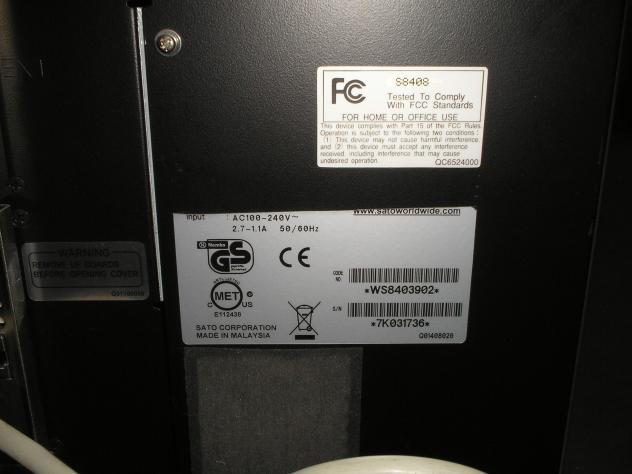 FC
S8408
Tested To Comply
With FCC Standards
FOR HOME OR OFFICE USE
This device complies with Part 15 of the FCC Rules.
Operation is subject to the following two conditions :
(1) This device may not cause harmful interference,
and (2) this device must accept any interference
received, including interference that may cause
undesired operation.
QC6524000
Input : AC100-240V~
2.7-1.1A 50/60Hz
www.satoworldwide.com
Nemko
GS
CE
CODE NO.
*WS8403902*
MET
C US
E112438
S/N
*7K031736*
SATO CORPORATION
MADE IN MALAYSIA
Q01408020
WARNING
REMOVE I/F BOARDS
BEFORE OPENING COVER